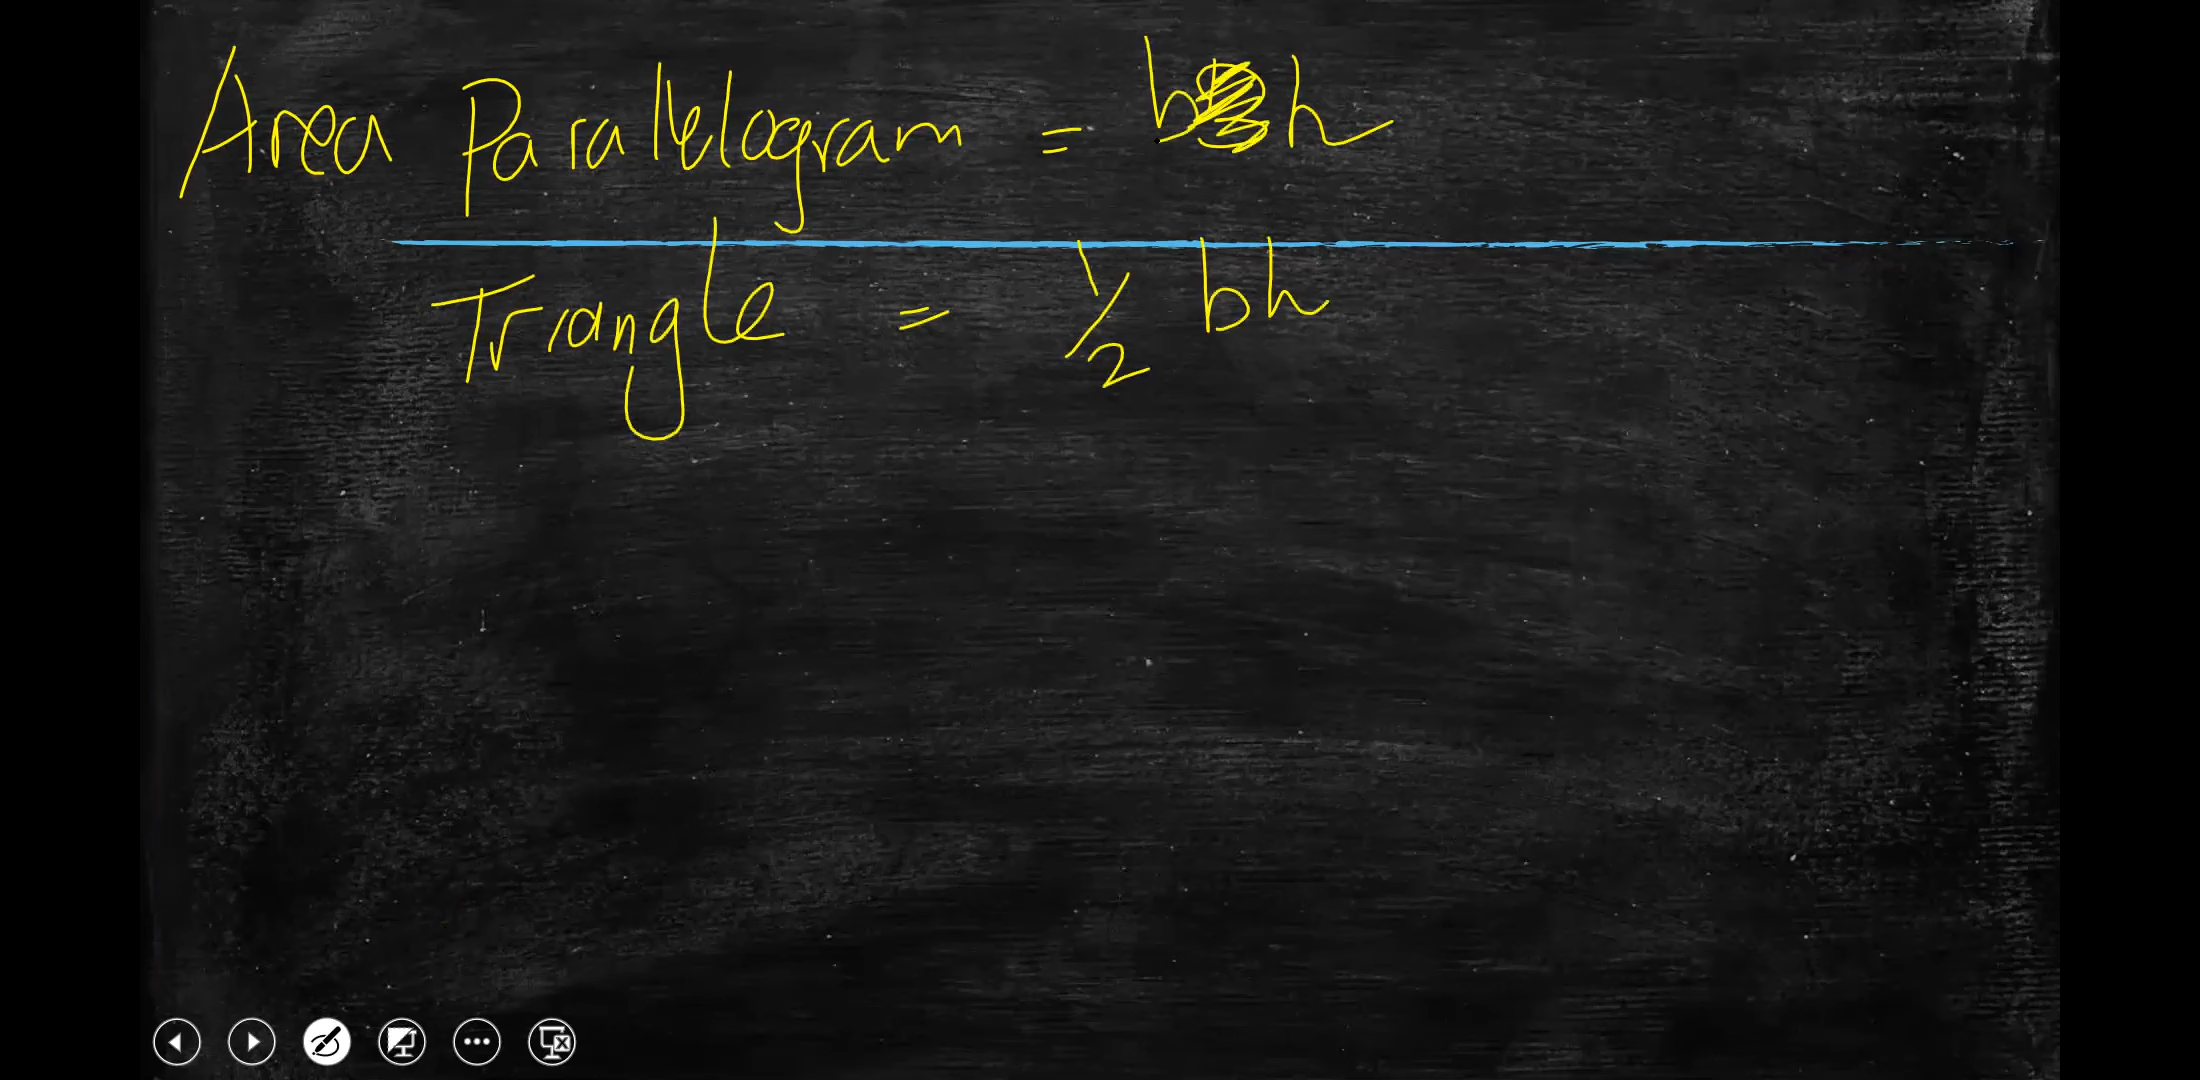 Area Parallelogram = bh
Triangle = 1/2 bh